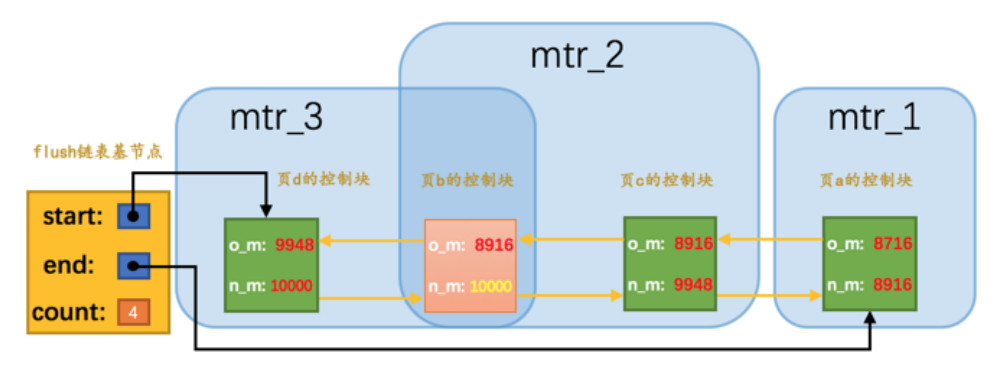 mtr_2
mtr_3
mtr_1
flush链表基节点
页d的控制块
页b的控制块
页c的控制块
页a的控制块
start:
end:
count: 4
o_m: 9948
n_m: 10000
o_m: 8916
n_m: 10000
o_m: 8916
n_m: 9948
o_m: 8716
n_m: 8916